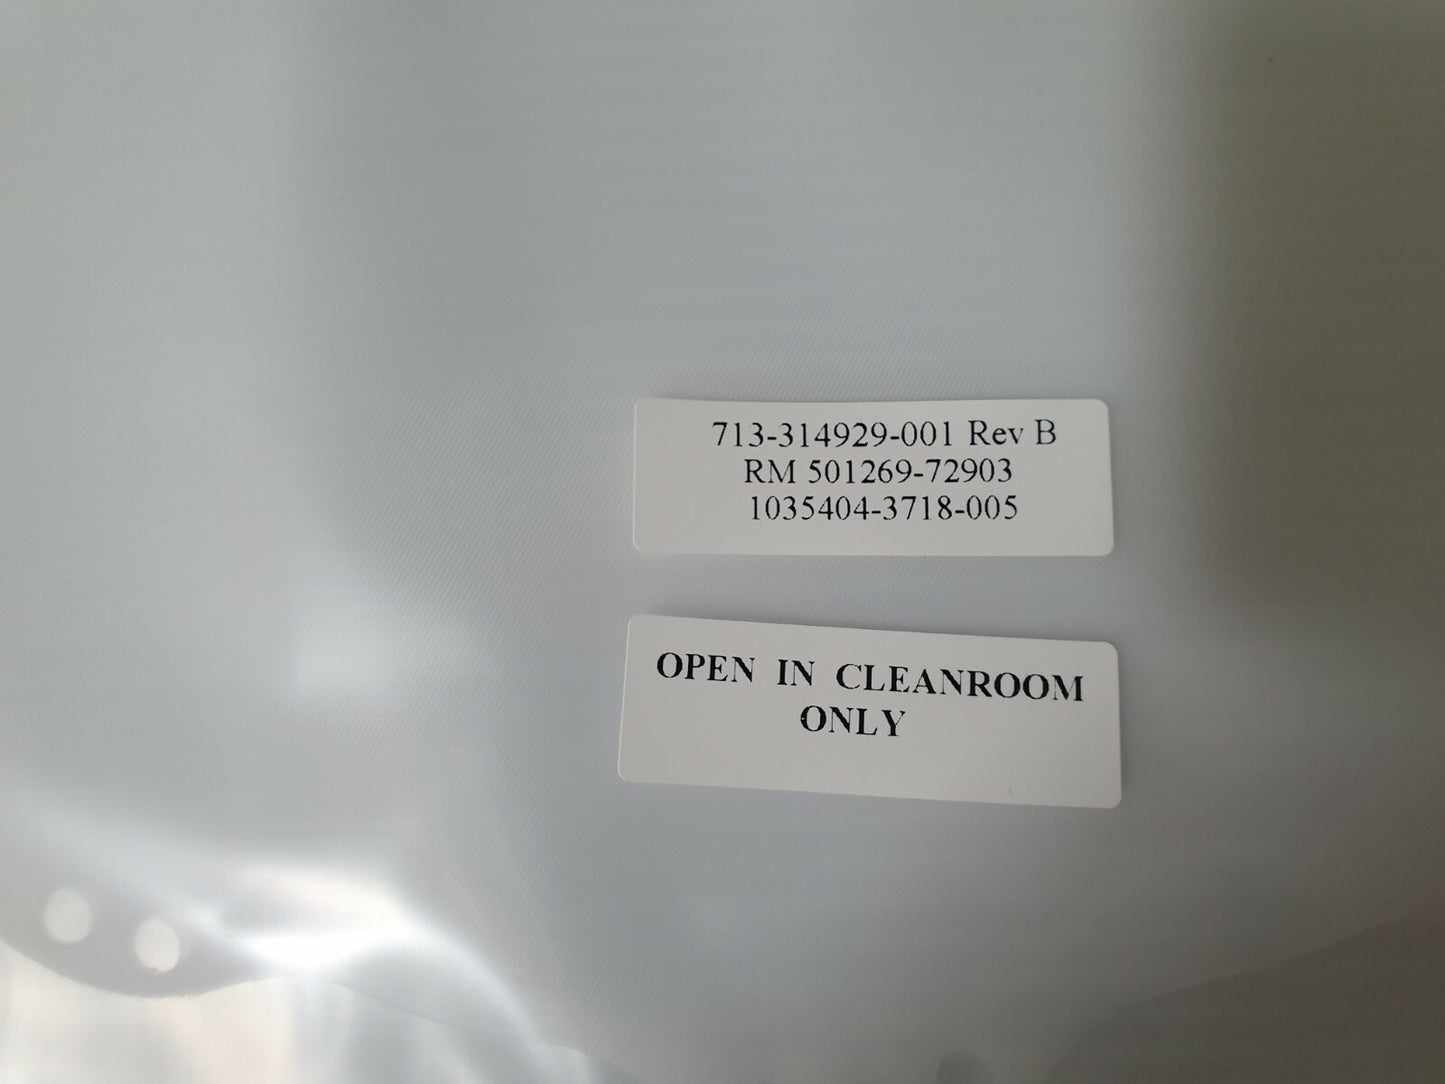 713-314929-001 Rev B
RM 501269-72903
1035404-3718-005
OPEN IN CLEANROOM
ONLY